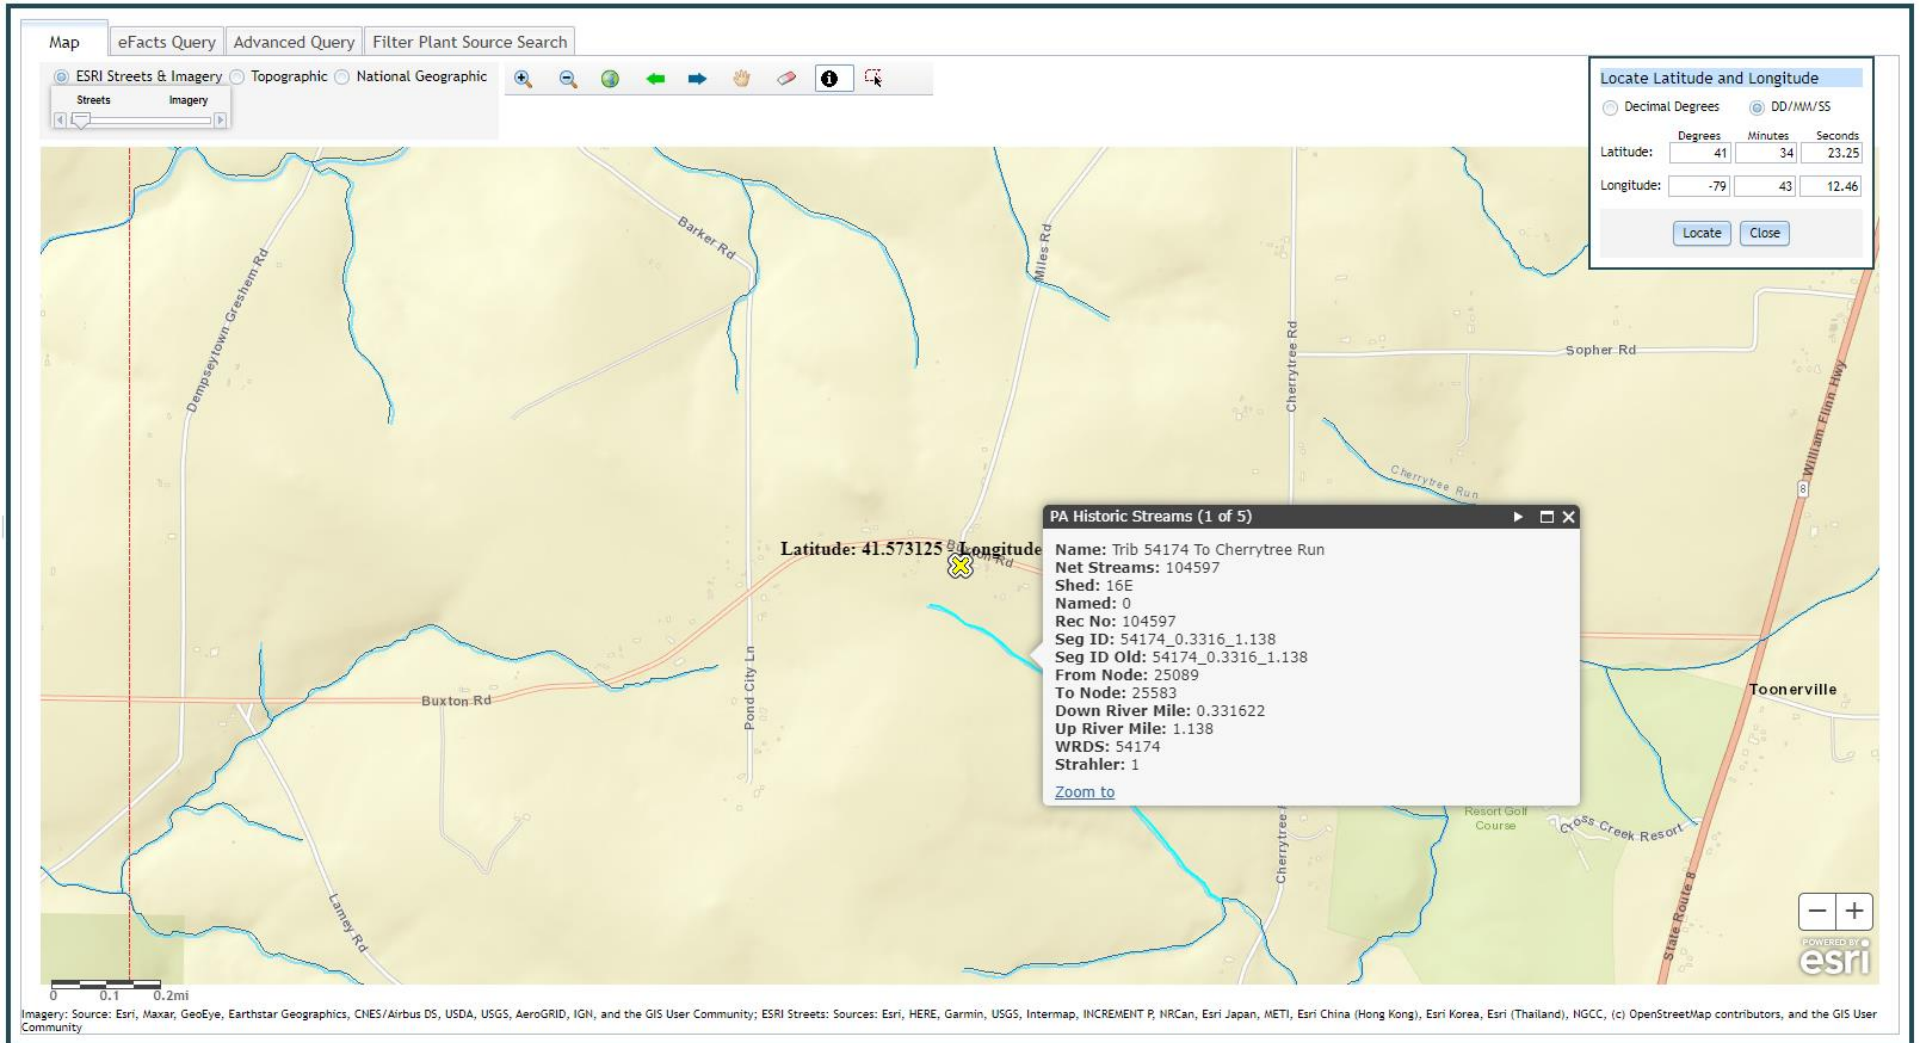 Map eFacts Query Advanced Query Filter Plant Source Search
ESRI Streets & Imagery Topographic National Geographic
Streets Imagery
Locate Latitude and Longitude
Decimal Degrees DD/MM/SS
Degrees Minutes Seconds
Latitude: 41 34 23.25
Longitude: -79 43 12.46
Locate Close
Dempseytown Greshem Rd
Barker Rd
Miles Rd
Cherrytree Rd
Sopher Rd
William Flinn Hwy
Cherrytree Run
8
Latitude: 41.573125 - Longitude
Buxton Rd
PA Historic Streams (1 of 5)
Name: Trib 54174 To Cherrytree Run
Net Streams: 104597
Shed: 16E
Named: 0
Rec No: 104597
Seg ID: 54174_0.3316_1.138
Seg ID Old: 54174_0.3316_1.138
From Node: 25089
To Node: 25583
Down River Mile: 0.331622
Up River Mile: 1.138
WRDS: 54174
Strahler: 1
Zoom to
Pond City Ln
Buxton Rd
Toonerville
Resort Golf
Course
Cross Creek Resort
Cherrytree
Lamey Rd
State Route 8
POWERED BY
esri
0 0.1 0.2mi
Imagery: Source: Esri, Maxar, GeoEye, Earthstar Geographics, CNES/Airbus DS, USDA, USGS, AeroGRID, IGN, and the GIS User Community; ESRI Streets: Sources: Esri, HERE, Garmin, USGS, Intermap, INCREMENT P, NRCan, Esri Japan, METI, Esri China (Hong Kong), Esri Korea, Esri (Thailand), NGCC, (c) OpenStreetMap contributors, and the GIS User
Community